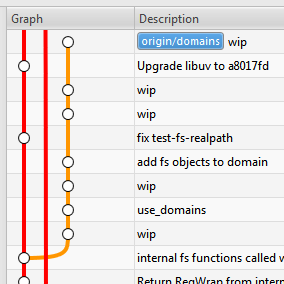 Graph Description
origin/domains wip
Upgrade libuv to a8017fd
wip
wip
fix test-fs-realpath
add fs objects to domain
wip
use_domains
wip
internal fs functions called
Return ReqWrap from